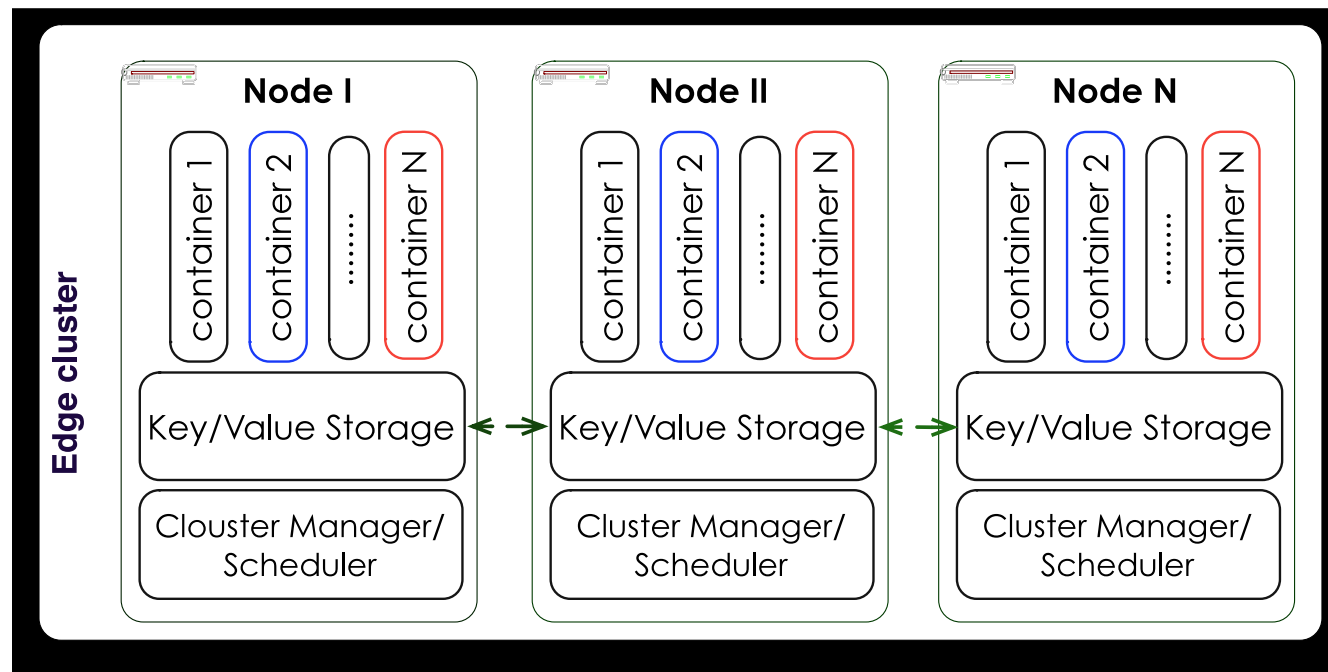 Edge cluster
Node I
container 1
container 2
........
container N
Key/Value Storage
Clouster Manager/
Scheduler
Node II
container 1
container 2
........
container N
Key/Value Storage
Cluster Manager/
Scheduler
Node N
container 1
container 2
........
container N
Key/Value Storage
Cluster Manager/
Scheduler